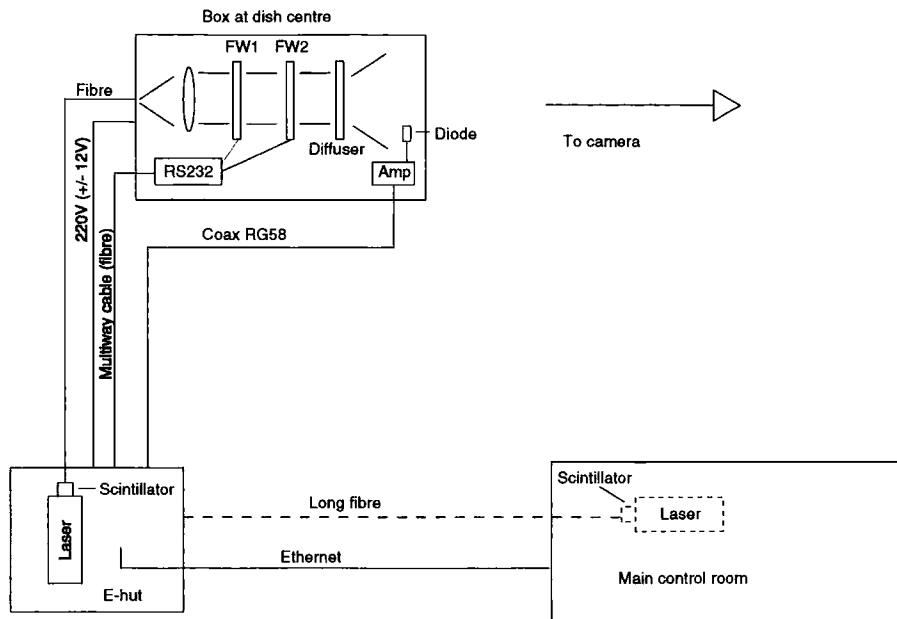 Box at dish centre
FW1
FW2
Fibre
Diffuser
Diode
To camera
RS232
Amp
220V (+/- 12V)
Multiway cable (fibre)
Coax RG58
Scintillator
Laser
E-hut
Long fibre
Ethernet
Scintillator
Laser
Main control room